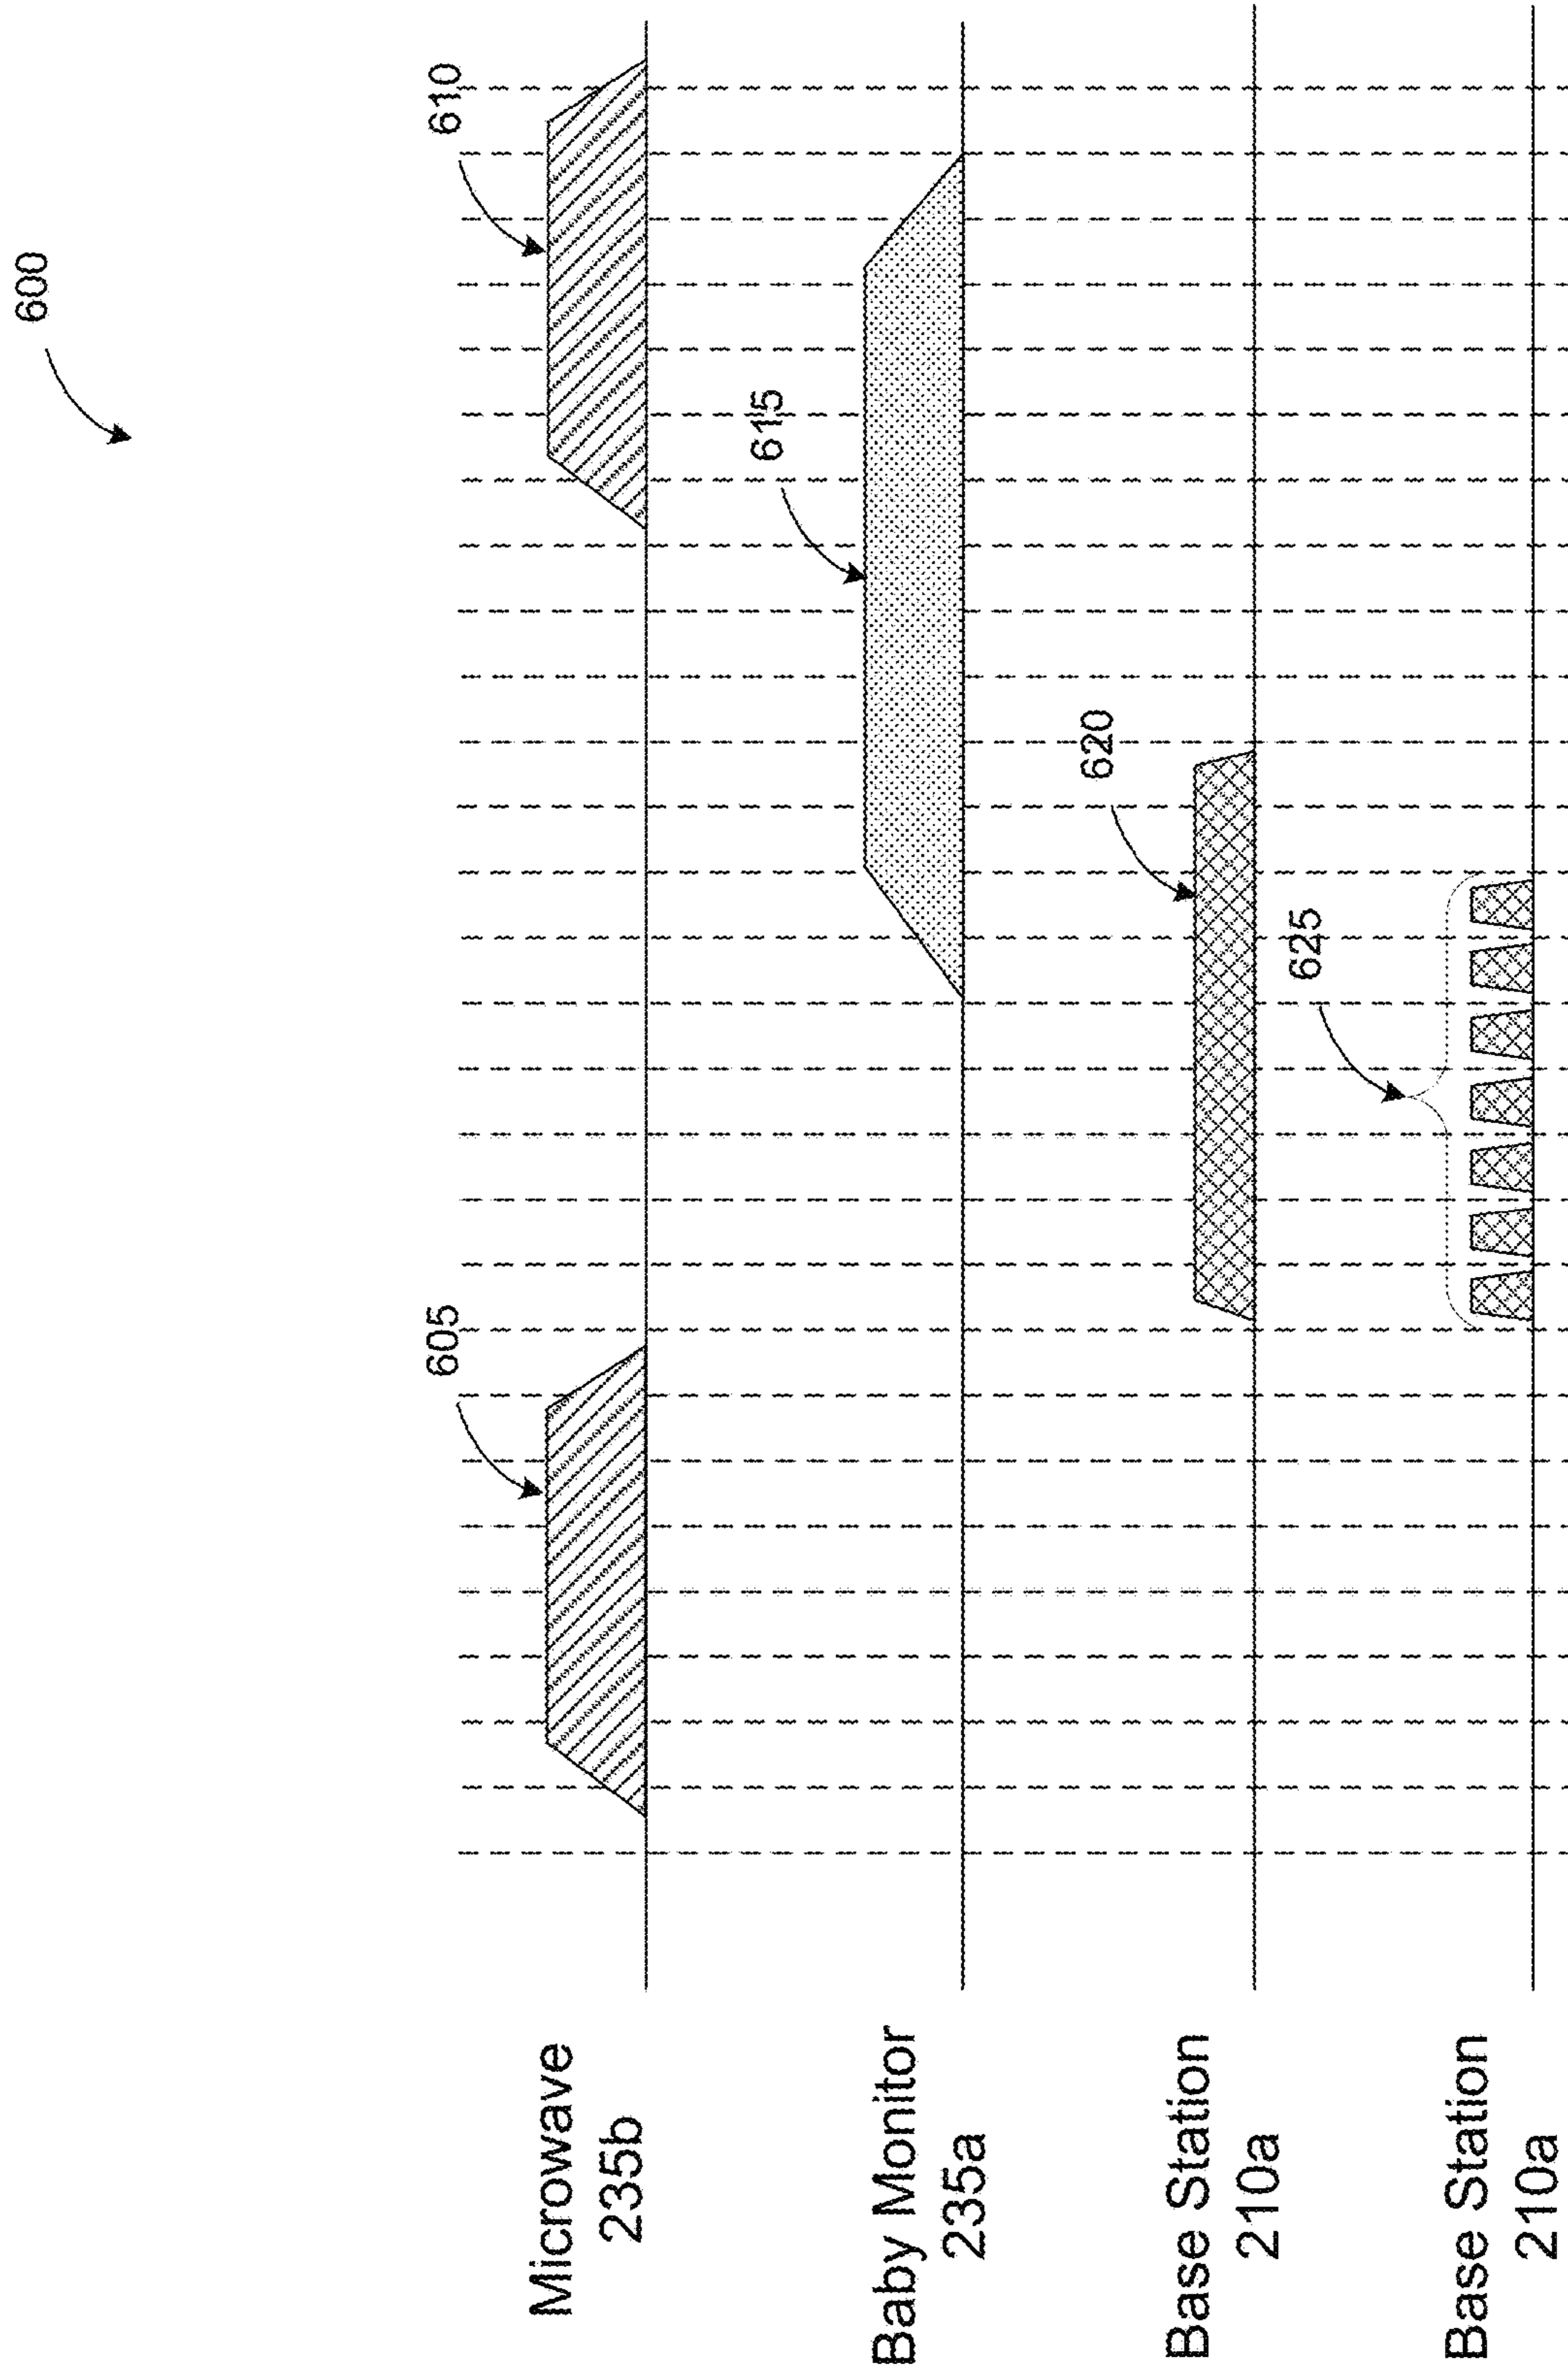 600
605
610
Microwave
235b
615
Baby Monitor
235a
620
Base Station
210a
625
Base Station
210a